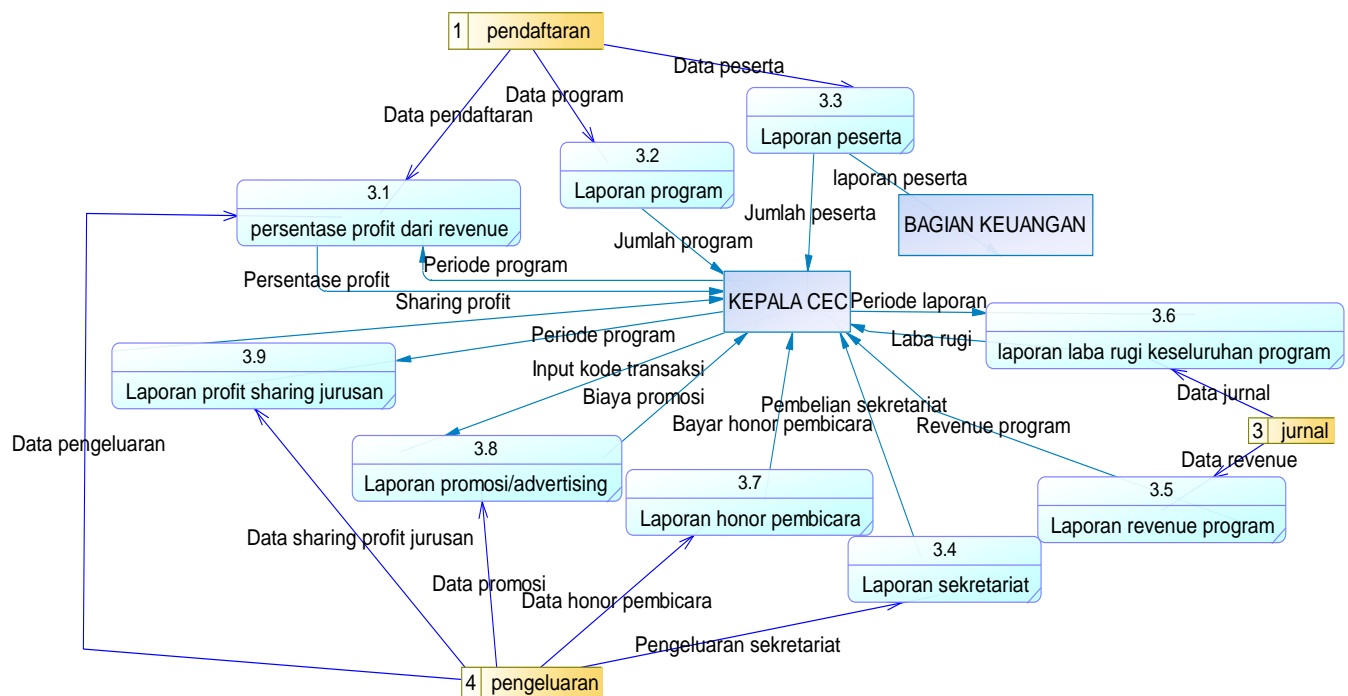 1 pendaftaran
Data peserta
Data program
Data pendaftaran
3.3
Laporan peserta
3.2
Laporan program
laporan peserta
3.1
persentase profit dari revenue
Jumlah peserta
BAGIAN KEUANGAN
Jumlah program
Periode program
Persentase profit
Sharing profit
KEPALA CEC
Periode laporan
3.6
laporan laba rugi keseluruhan program
Laba rugi
Periode program
3.9
Laporan profit sharing jurusan
Input kode transaksi
Biaya promosi
Pembelian sekretariat
Bayar honor pembicara
Revenue program
Data jurnal
3 jurnal
Data pengeluaran
3.8
Laporan promosi/advertising
Data revenue
3.7
Laporan honor pembicara
3.5
Laporan revenue program
Data sharing profit jurusan
3.4
Laporan sekretariat
Data promosi
Data honor pembicara
Pengeluaran sekretariat
4 pengeluaran